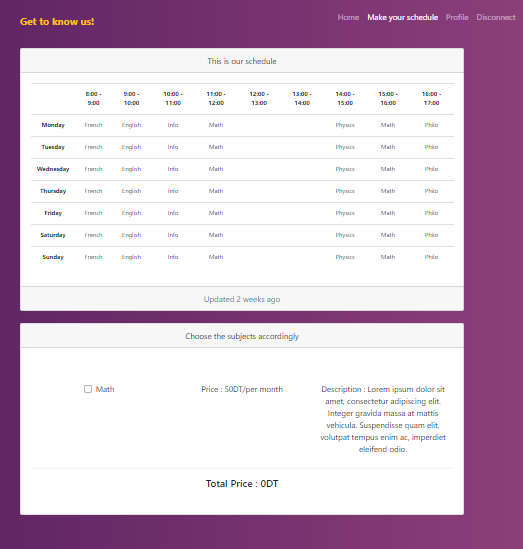 Get to know us!
Home Make your schedule Profile Disconnect
This is our schedule
8:00 - 9:00 9:00 - 10:00 10:00 - 11:00 11:00 - 12:00 12:00 - 13:00 13:00 - 14:00 14:00 - 15:00 15:00 - 16:00 16:00 - 17:00
Monday French English Info Math Physics Math Philo
Tuesday French English Info Math Physics Math Philo
Wednesday French English Info Math Physics Math Philo
Thursday French English Info Math Physics Math Philo
Friday French English Info Math Physics Math Philo
Saturday French English Info Math Physics Math Philo
Sunday French English Info Math Physics Math Philo
Updated 2 weeks ago
Choose the subjects accordingly
Math
Price : 50DT/per month
Description : Lorem ipsum dolor sit
amet, consectetur adipiscing elit.
Integer gravida massa at mattis
vehicula. Suspendisse quam elit,
volutpat tempus enim ac, imperdiet
eleifend odio.
Total Price : 0DT